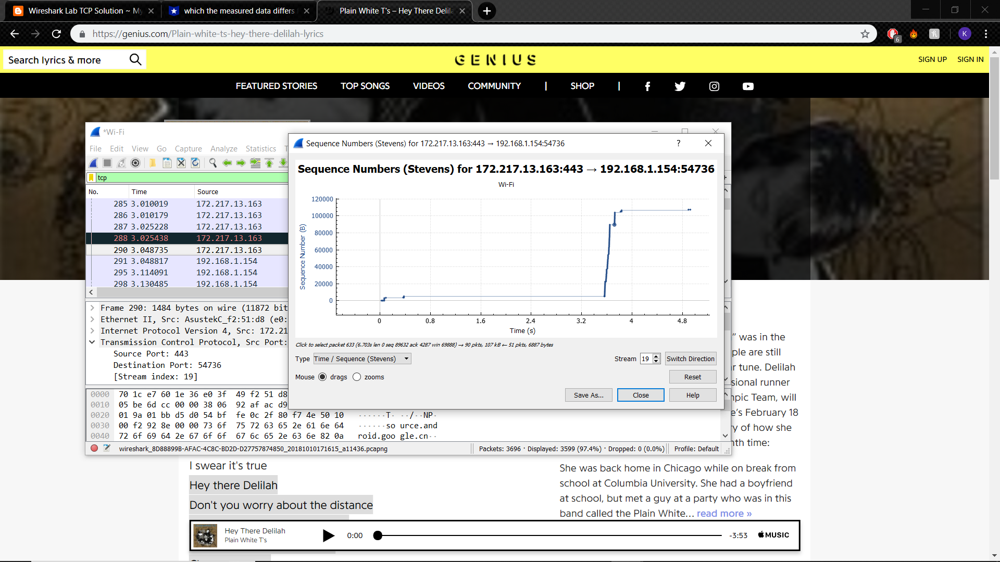 Wireshark Lab TCP Solution ~ My
which the measured data differs f
Plain White T's – Hey There Delila
https://genius.com/Plain-white-ts-hey-there-delilah-lyrics
6
K
Search lyrics & more
GENIUS
SIGN UP
SIGN IN
FEATURED STORIES
TOP SONGS
VIDEOS
COMMUNITY
|
SHOP
|
*Wi-Fi
File Edit View Go Capture Analyze Statistics T
tcp
No. Time Source
285 3.010019 172.217.13.163
286 3.010179 172.217.13.163
287 3.025228 172.217.13.163
288 3.025438 172.217.13.163
290 3.048735 172.217.13.163
291 3.048817 192.168.1.154
295 3.114091 192.168.1.154
298 3.130485 192.168.1.154
Frame 290: 1484 bytes on wire (11872 bit
Ethernet II, Src: AsustekC_f2:51:d8 (e0:
Internet Protocol Version 4, Src: 172.21
Transmission Control Protocol, Src Port:
Source Port: 443
Destination Port: 54736
[Stream index: 19]
0000 70 1c e7 60 1e 36 e0 3f 49 f2 51 d8
0010 05 be 6d cc 00 00 38 06 92 af ac d9
0020 01 9a 01 bb d5 d0 54 bf fe 0c 2f 80 f7 4e 50 10 ······T· ··/··NP·
0030 00 f2 92 8e 00 00 73 6f 75 72 63 65 2e 61 6e 64 ······so urce.and
0040 72 6f 69 64 2e 67 6f 6f 67 6c 65 2e 63 6e 82 0a roid.goo gle.cn··
wireshark_8D88899B-AFAC-4C8C-BD2D-D27757874850_20181010171615_a11436.pcapng
Packets: 3696 · Displayed: 3599 (97.4%) · Dropped: 0 (0.0%)
Profile: Default
Sequence Numbers (Stevens) for 172.217.13.163:443 → 192.168.1.154:54736
?
Sequence Numbers (Stevens) for 172.217.13.163:443 → 192.168.1.154:54736
Wi-Fi
Sequence Number (B)
120000
100000
80000
60000
40000
20000
0
0 0.8 1.6 2.4 3.2 4 4.8
Time (s)
Click to select packet 633 (6.703s len 0 seq 89632 ack 4287 win 69888) → 90 pkts, 107 kB ← 51 pkts, 6887 bytes
Type Time / Sequence (Stevens)
Stream 19 Switch Direction
Mouse drags zooms
Reset
Save As... Close Help
I swear it's true
Hey there Delilah
Don't you worry about the distance
" was in the
ple are still
r tune. Delilah
sional runner
npic Team, will
e's February 18
y of how she
nth time:
She was back home in Chicago while on break from
school at Columbia University. She had a boyfriend
at school, but met a guy at a party who was in this
band called the Plain White... read more »
Hey There Delilah
Plain White T's
0:00
-3:53
MUSIC